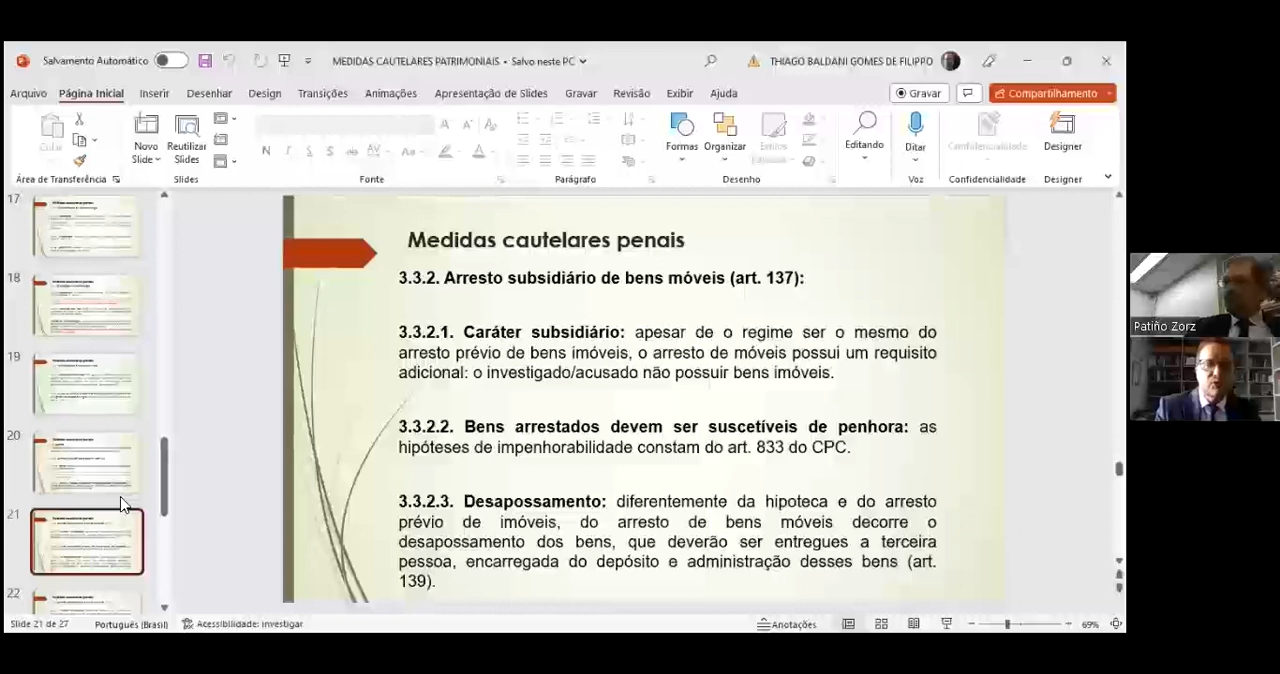 Salvamento Automático
MEDIDAS CAUTELARES PATRIMONIAIS • Salvo neste PC
THIAGO BALDANI GOMES DE FILIPPO
Arquivo Página Inicial Inserir Desenhar Design Transições Animações Apresentação de Slides Gravar Revisão Exibir Ajuda
Gravar
Compartilhamento
Novo Slide
Reutilizar Slides
Formas
Organizar
Editando
Ditar
Confidencialidade
Designer
Área de Transferência
Slides
Fonte
Parágrafo
Desenho
Voz
Confidencialidade
Designer
17
18
19
20
21
22
Medidas cautelares penais
3.3.2. Arresto subsidiário de bens móveis (art. 137):
3.3.2.1. Caráter subsidiário: apesar de o regime ser o mesmo do
arresto prévio de bens imóveis, o arresto de móveis possui um requisito
adicional: o investigado/acusado não possuir bens imóveis.
3.3.2.2. Bens arrestados devem ser suscetíveis de penhora: as
hipóteses de impenhorabilidade constam do art. 833 do CPC.
3.3.2.3. Desapossamento: diferentemente da hipoteca e do arresto
prévio de imóveis, do arresto de bens móveis decorre o
desapossamento dos bens, que deverão ser entregues a terceira
pessoa, encarregada do depósito e administração desses bens (art.
139).
Patiño Zorz
Slide 21 de 27
Português (Brasil)
Acessibilidade: investigar
Anotações
69%